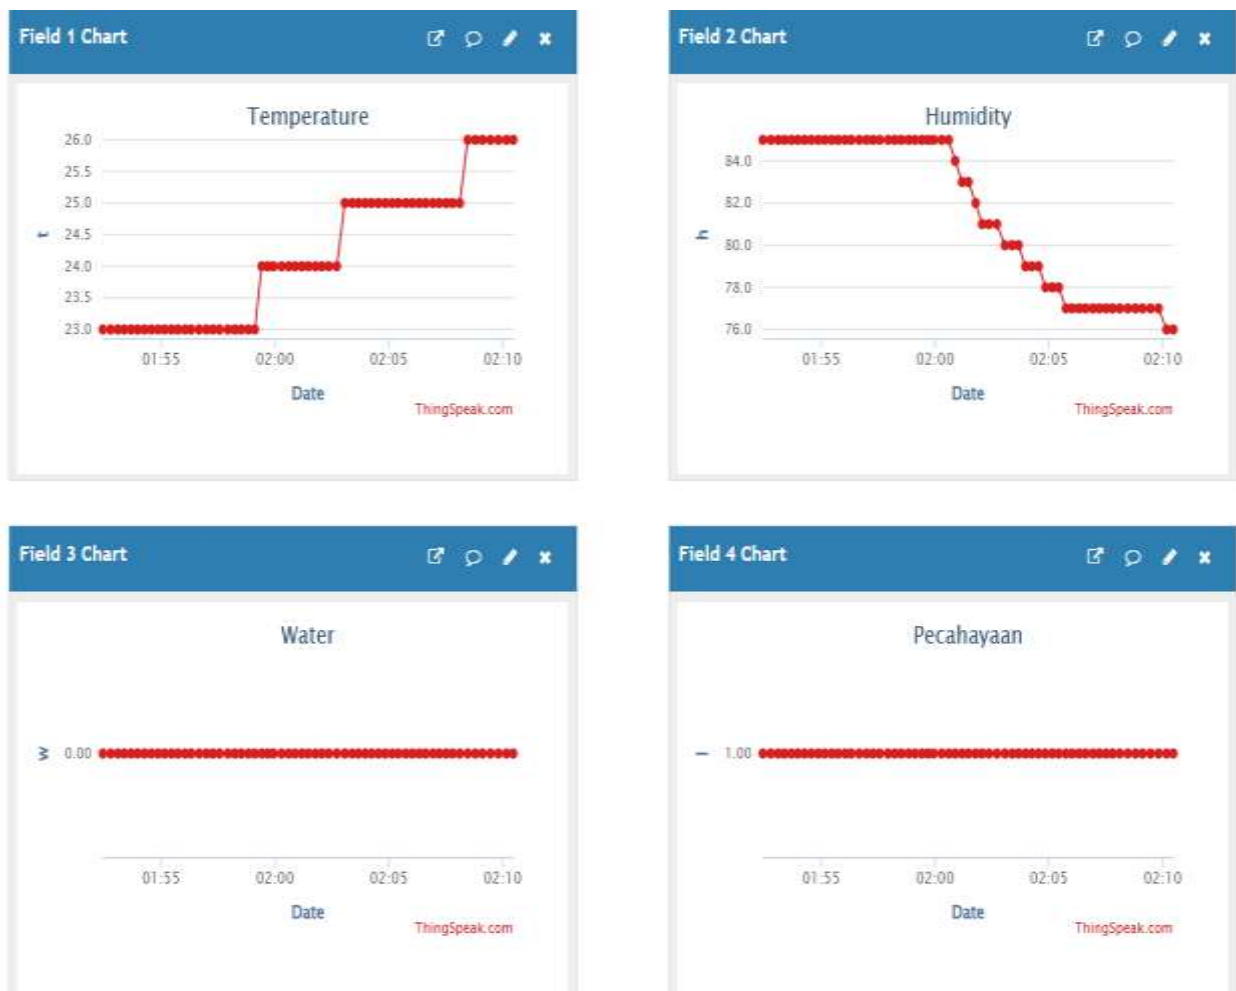 Field 1 Chart
Temperature
26.0
25.5
25.0
24.5
24.0
23.5
23.0
t
01:55 02:00 02:05 02:10
Date
ThingSpeak.com
Field 2 Chart
Humidity
84.0
82.0
80.0
78.0
76.0
h
01:55 02:00 02:05 02:10
Date
ThingSpeak.com
Field 3 Chart
Water
0.00
w
01:55 02:00 02:05 02:10
Date
ThingSpeak.com
Field 4 Chart
Pecahayaan
1.00
l
01:55 02:00 02:05 02:10
Date
ThingSpeak.com